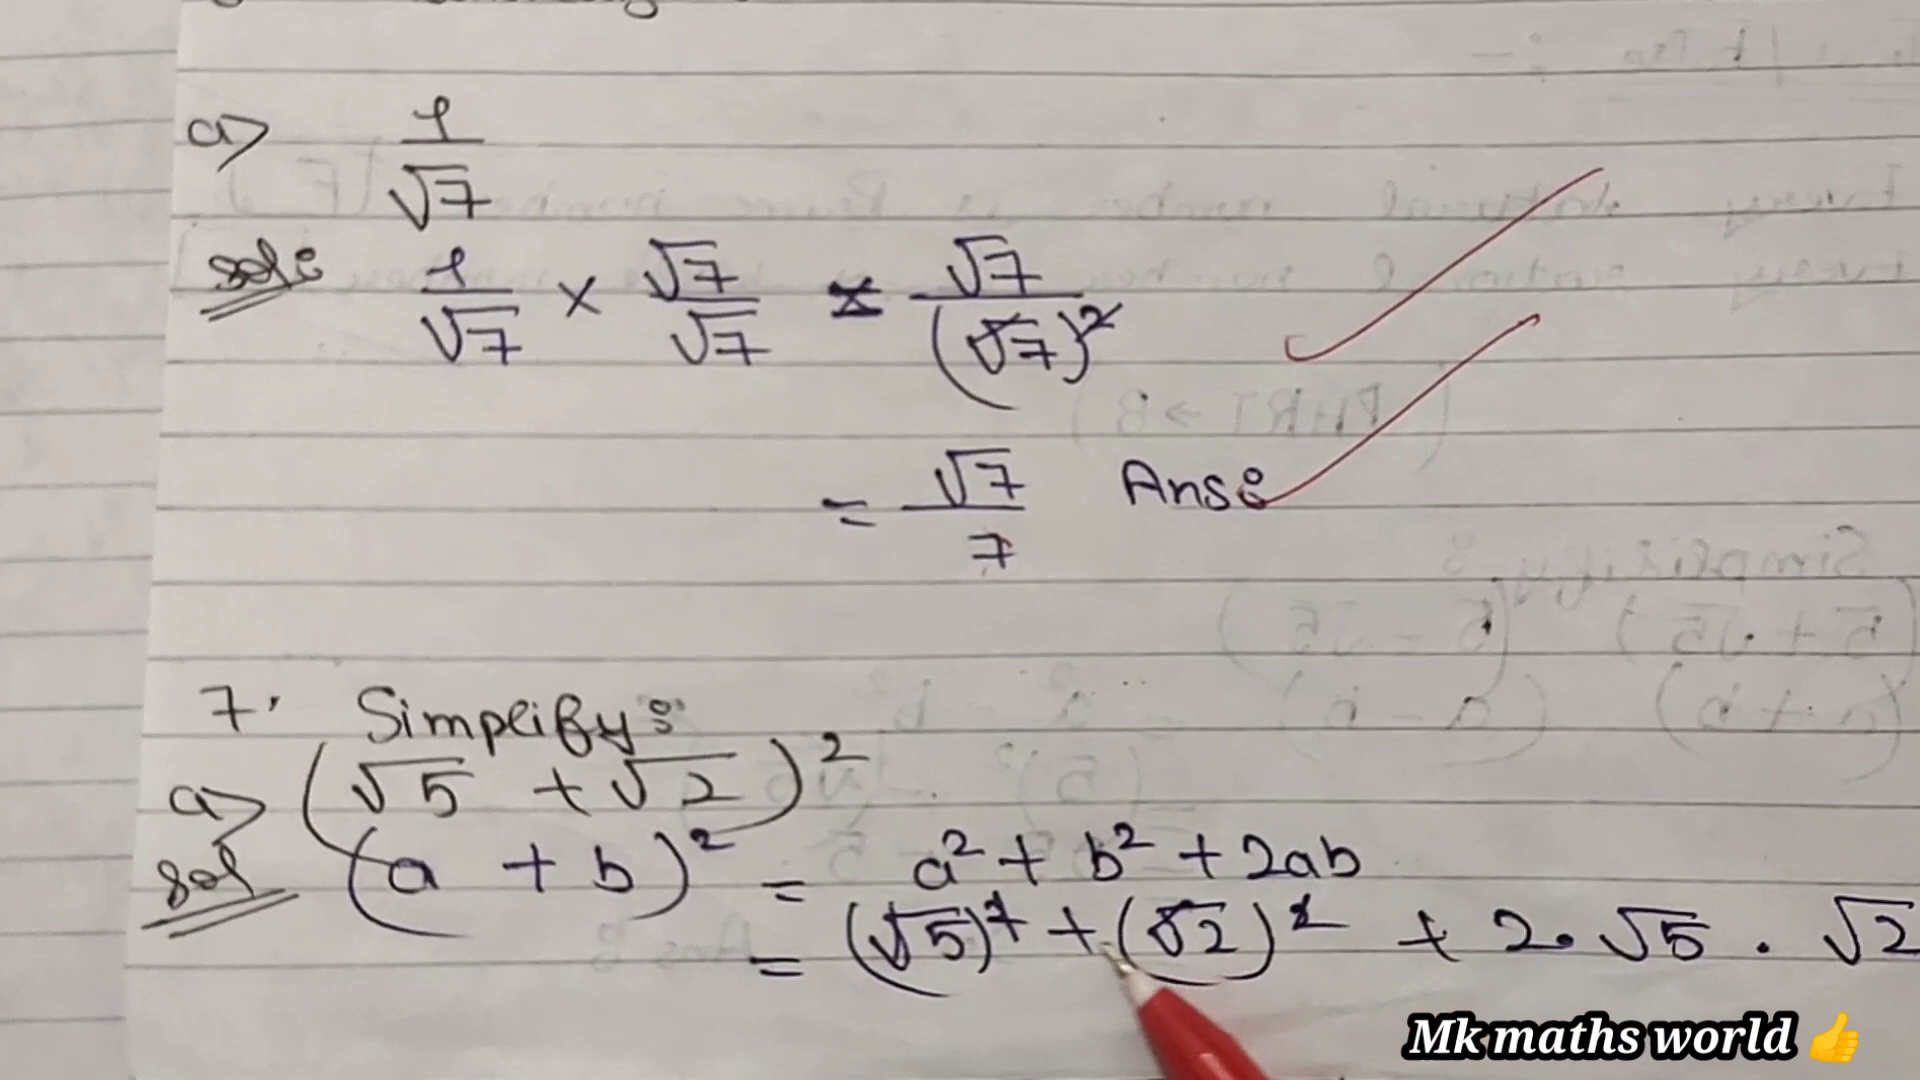 a) 1/√7
Sol: 1/√7 × √7/√7 = √7/(√7)²
= √7/7 Ans:
7. Simplify:
a) (√5 + √2)²
Sol (a + b)² = a² + b² + 2ab
= (√5)² + (√2)² + 2.√5 . √2
Mk maths world 👍